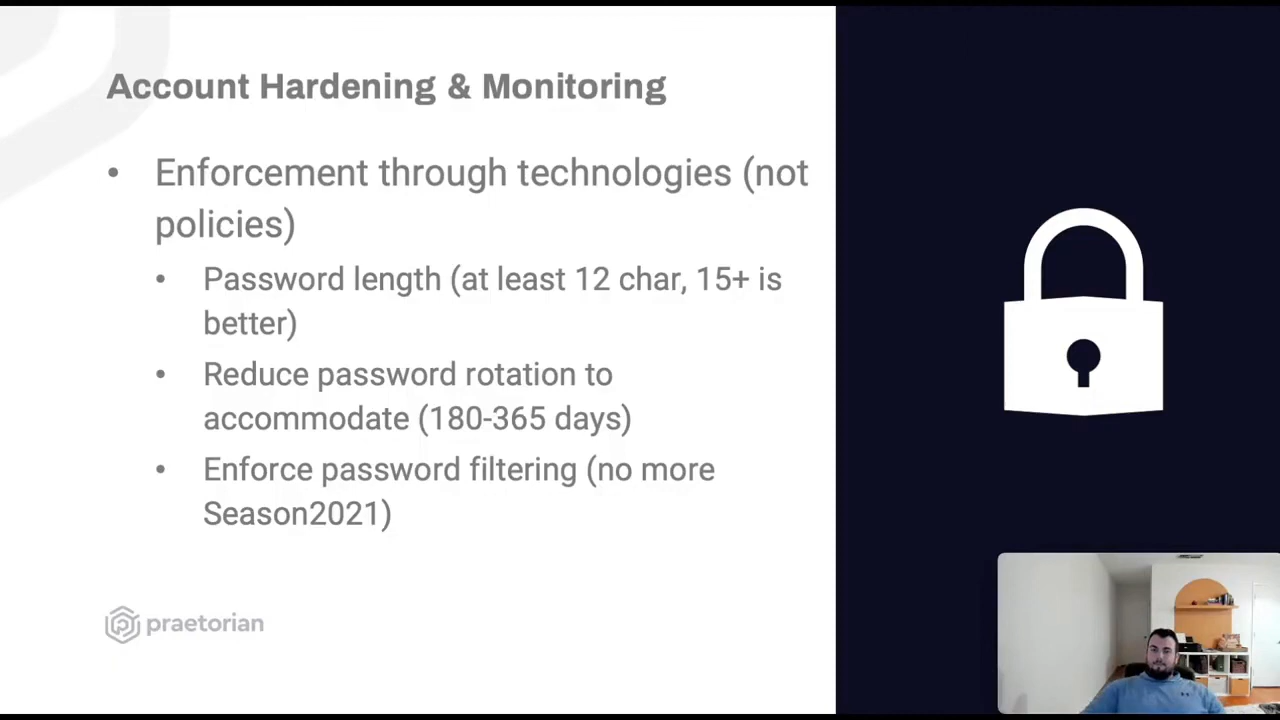 Account Hardening & Monitoring
• Enforcement through technologies (not
policies)
• Password length (at least 12 char, 15+ is
better)
• Reduce password rotation to
accommodate (180-365 days)
• Enforce password filtering (no more
Season2021)
praetorian